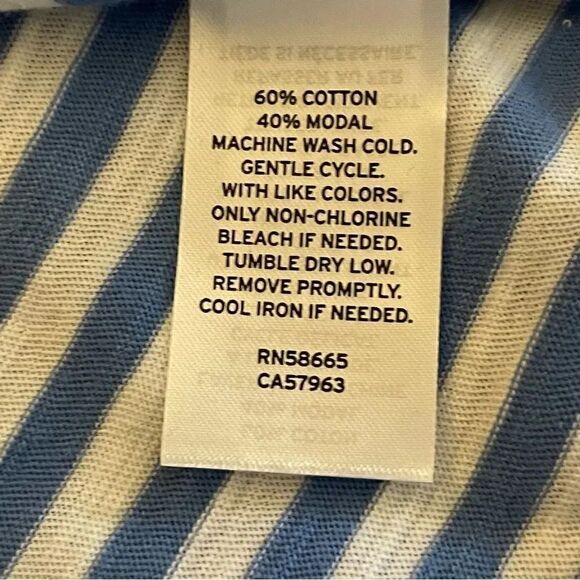 60% COTTON
40% MODAL
MACHINE WASH COLD.
GENTLE CYCLE.
WITH LIKE COLORS.
ONLY NON-CHLORINE
BLEACH IF NEEDED.
TUMBLE DRY LOW.
REMOVE PROMPTLY.
COOL IRON IF NEEDED.
RN58665
CA57963